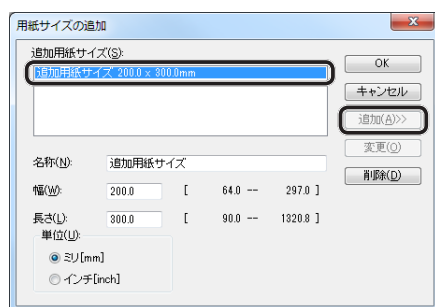 用紙サイズの追加
追加用紙サイズ(S):
追加用紙サイズ 200.0 x 300.0mm
OK
キャンセル
追加(A)>>
変更(O)
削除(D)
名称(N): 追加用紙サイズ
幅(W): 200.0 [ 64.0 -- 297.0 ]
長さ(L): 300.0 [ 90.0 -- 1320.8 ]
単位(U):
ミリ[mm]
インチ[inch]